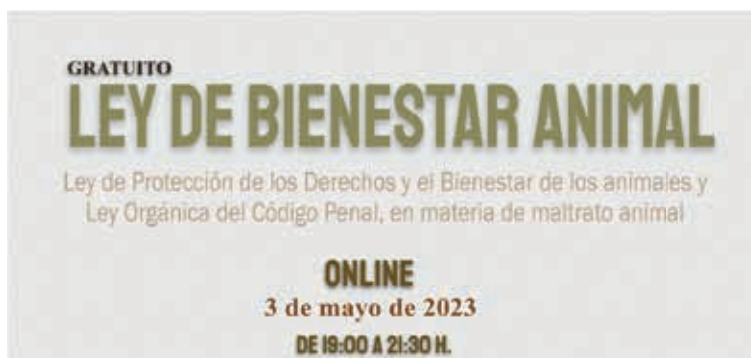 GRATUITO
LEY DE BIENESTAR ANIMAL
Ley de Protección de los Derechos y el Bienestar de los animales y
Ley Orgánica del Código Penal, en materia de maltrato animal
ONLINE
3 de mayo de 2023
DE 19:00 A 21:30 H.